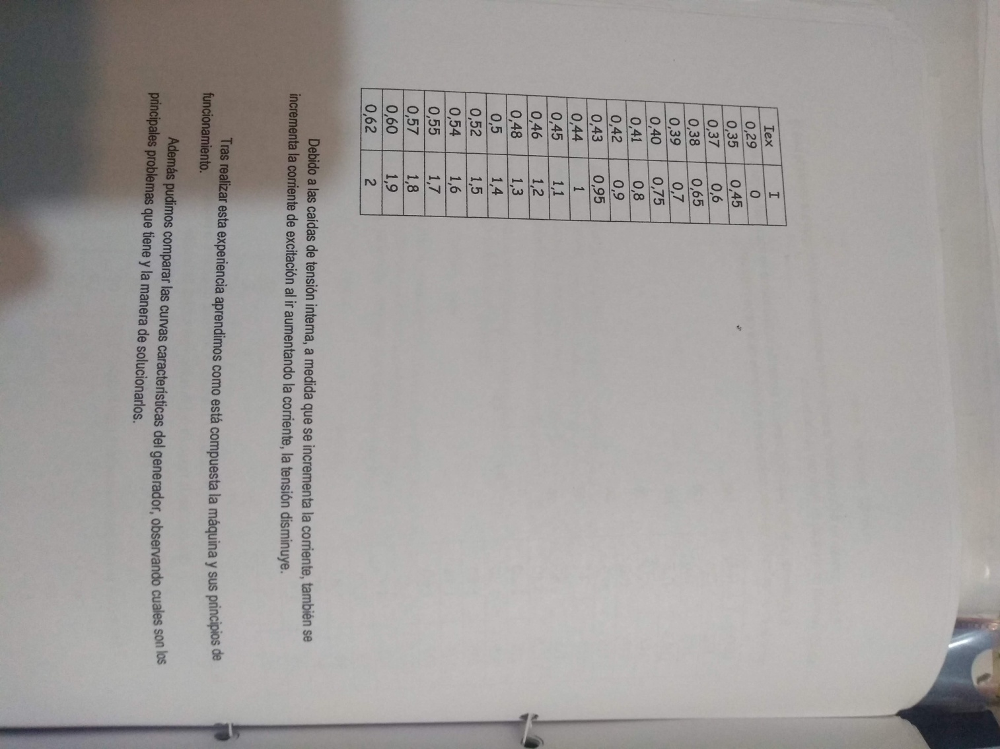 Iex I
0,29 0
0,35 0,45
0,37 0,6
0,38 0,65
0,39 0,7
0,40 0,75
0,41 0,8
0,42 0,9
0,43 0,95
0,44 1
0,45 1,1
0,46 1,2
0,48 1,3
0,5 1,4
0,52 1,5
0,54 1,6
0,55 1,7
0,57 1,8
0,60 1,9
0,62 2
Debido a las caídas de tensión interna, a medida que se incrementa la corriente, también se
incrementa la corriente de excitación al ir aumentando la corriente, la tensión disminuye.
Tras realizar esta experiencia aprendimos como está compuesta la máquina y sus principios de
funcionamiento.
Además pudimos comparar las curvas características del generador, observando cuales son los
principales problemas que tiene y la manera de solucionarlos.